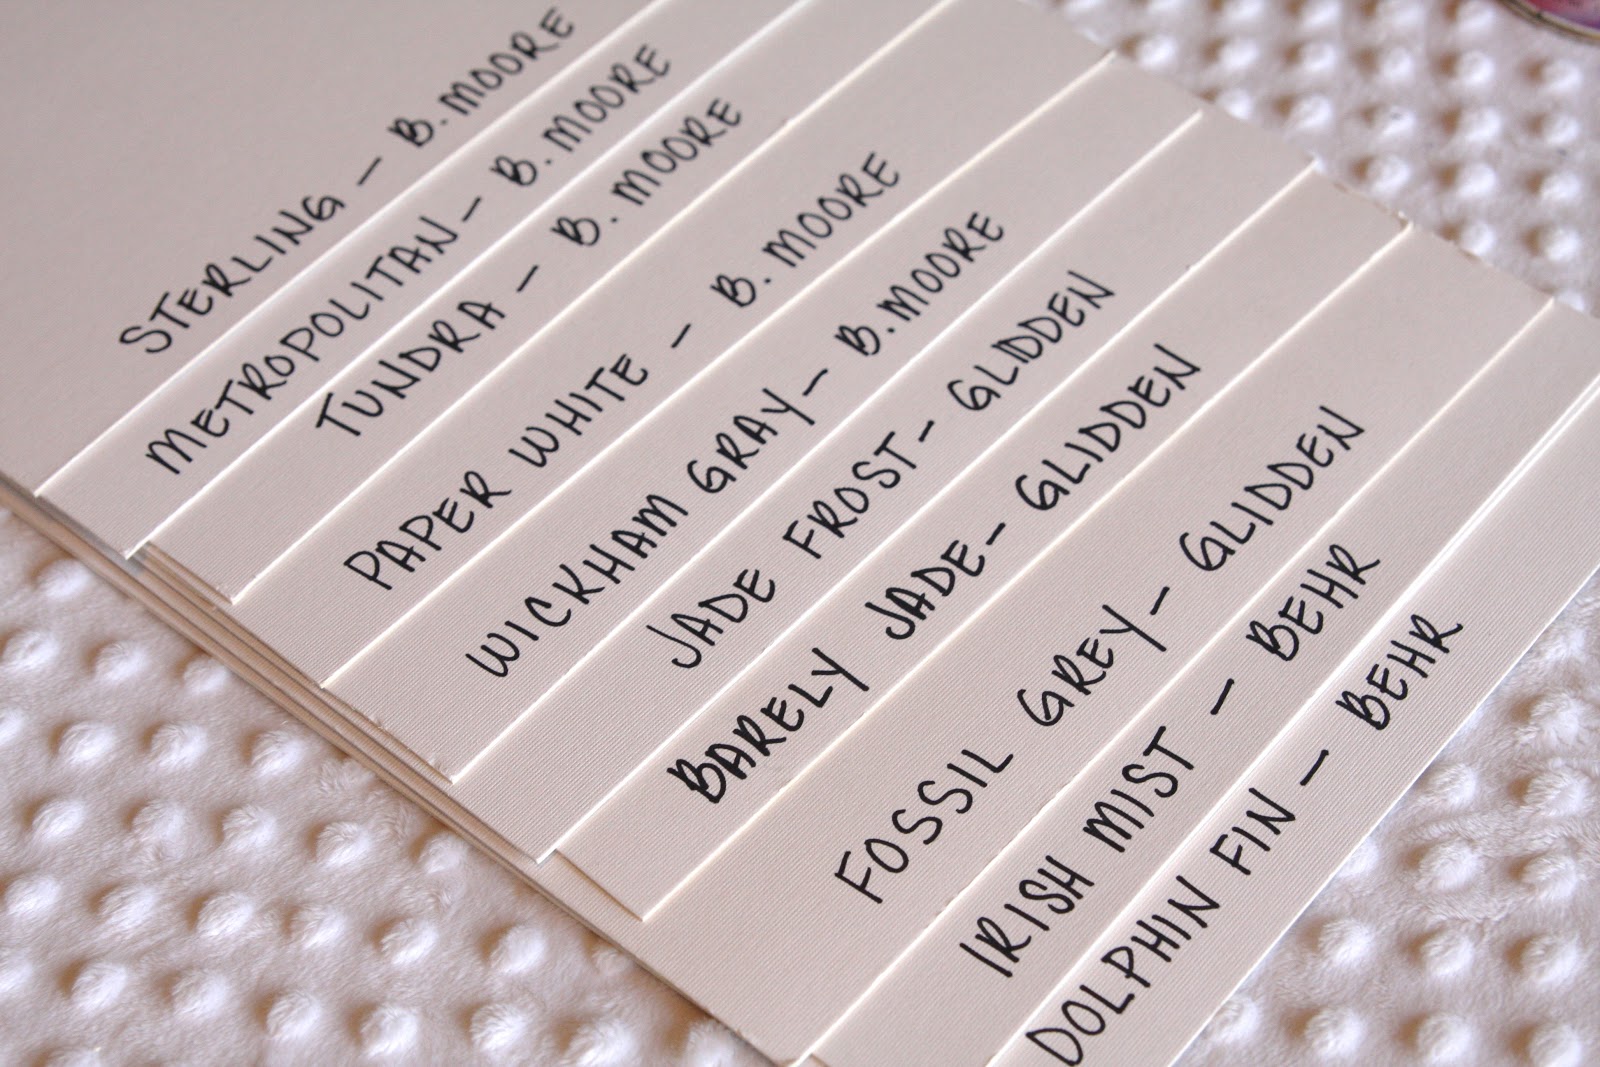 STERLING - B. MOORE
METROPOLITAN - B. MOORE
TUNDRA - B. MOORE
PAPER WHITE - B. MOORE
WICKHAM GRAY - B. MOORE
JADE FROST - GLIDDEN
BARELY JADE - GLIDDEN
FOSSIL GREY - GLIDDEN
IRISH MIST - BEHR
DOLPHIN FIN - BEHR